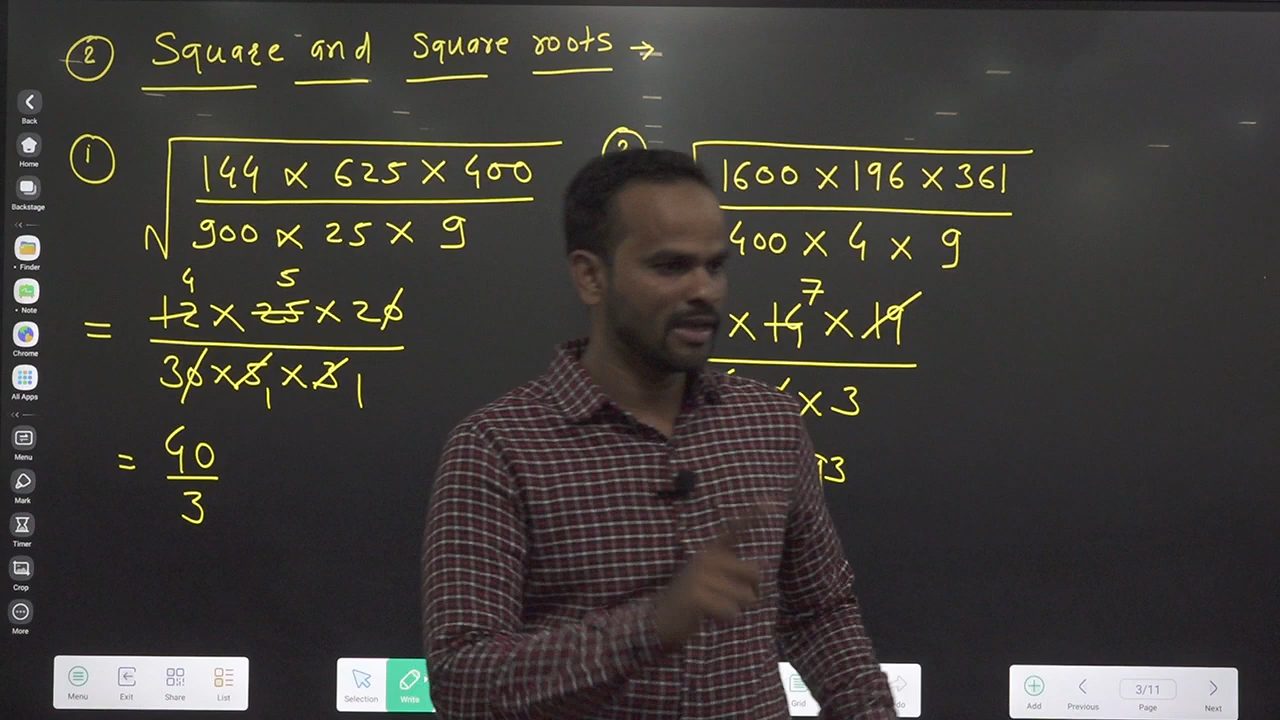 ② Square and Square roots →
① √ 144 × 625 × 400
900 × 25 × 9
1600 × 196 × 361
400 × 4 × 9
4 5
= 12 × 25 × 20
30 × 5 1 × 3 1
7
× 14 × 19
× 3
= 40
3
93
Back
Home
Backstage
Finder
Note
Chrome
All Apps
Menu
Mark
Timer
Crop
More
Menu Exit Share List
Selection Write
Grid
Add Previous 3/11 Page Next